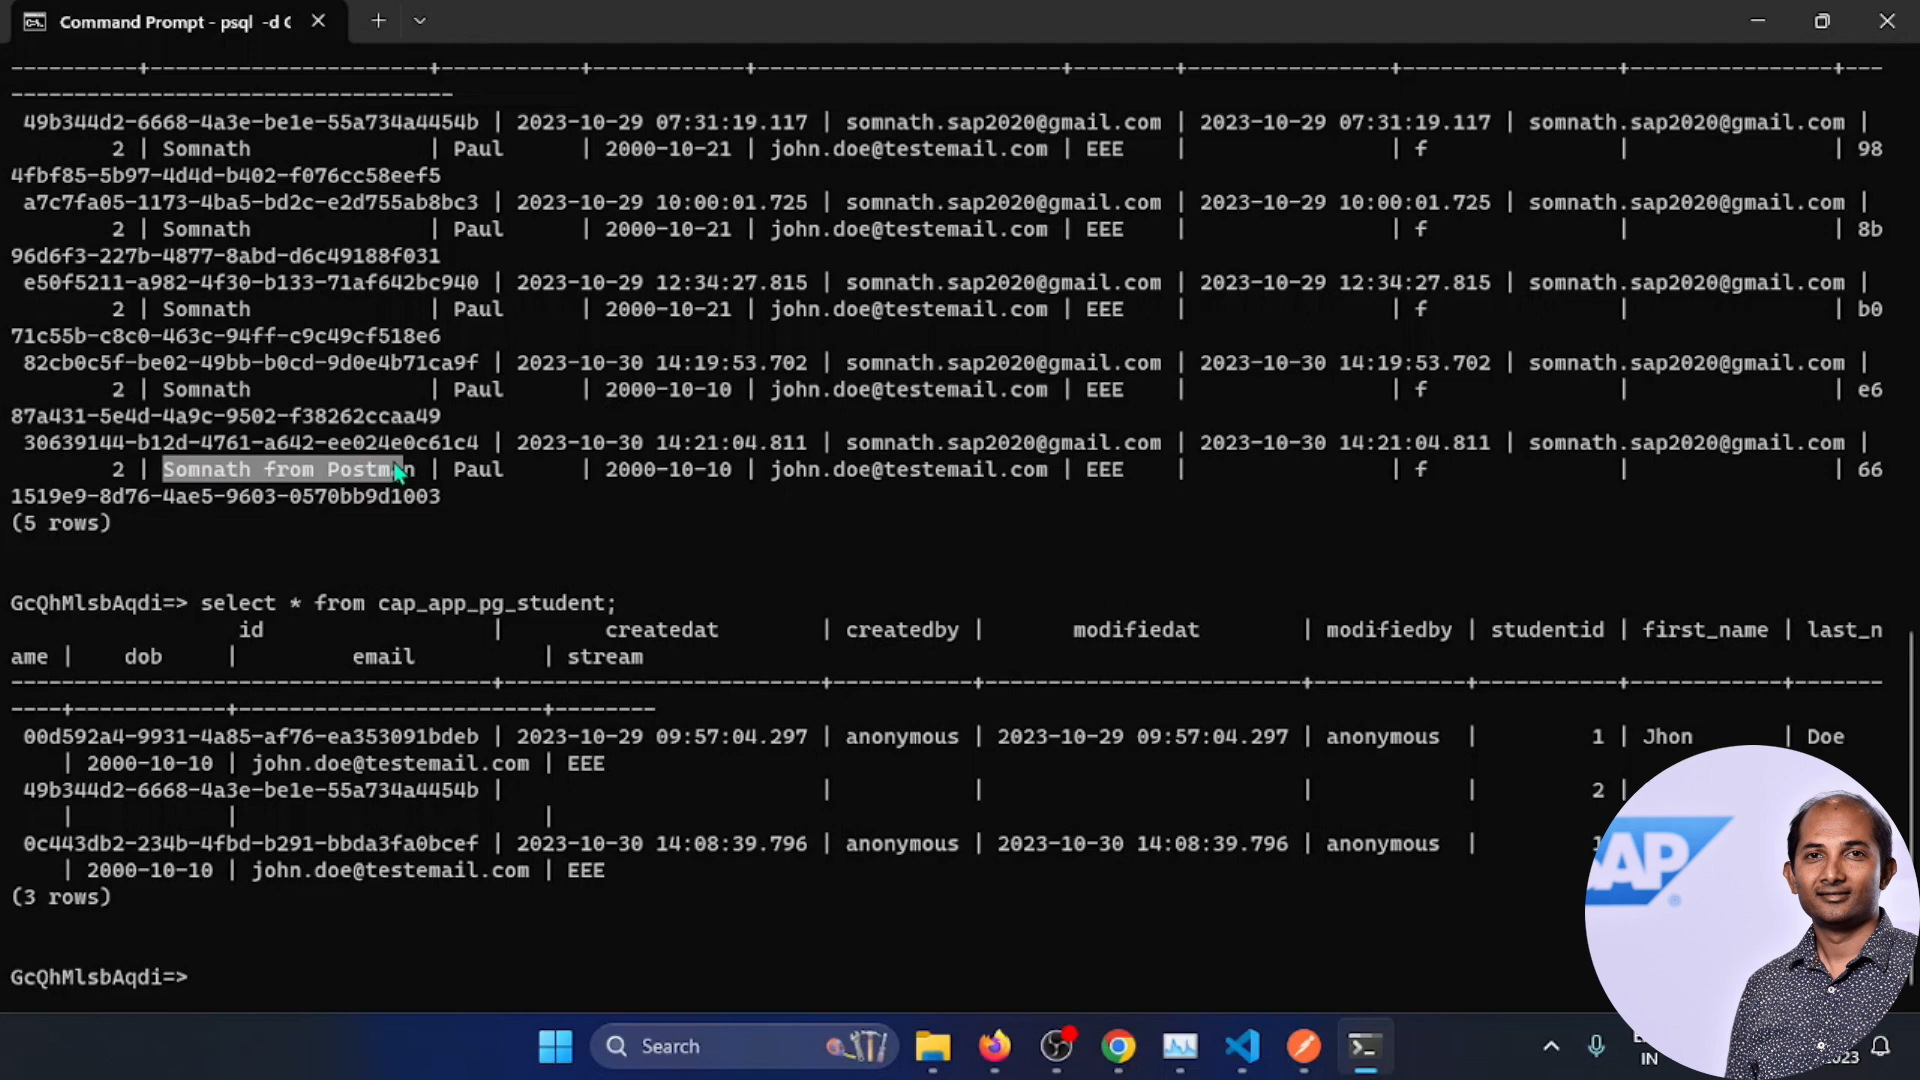 Command Prompt - psql -d
----------+----------------------+-----------+------------+------------------------+--------+----------------+-----------------+----------------+---
-----------------------------------
49b344d2-6668-4a3e-be1e-55a734a4454b | 2023-10-29 07:31:19.117 | somnath.sap2020@gmail.com | 2023-10-29 07:31:19.117 | somnath.sap2020@gmail.com |
2 | Somnath | Paul | 2000-10-21 | john.doe@testemail.com | EEE | | f | | 98
4fbf85-5b97-4d4d-b402-f076cc58eef5
a7c7fa05-1173-4ba5-bd2c-e2d755ab8bc3 | 2023-10-29 10:00:01.725 | somnath.sap2020@gmail.com | 2023-10-29 10:00:01.725 | somnath.sap2020@gmail.com |
2 | Somnath | Paul | 2000-10-21 | john.doe@testemail.com | EEE | | f | | 8b
96d6f3-227b-4877-8abd-d6c49188f031
e50f5211-a982-4f30-b133-71af642bc940 | 2023-10-29 12:34:27.815 | somnath.sap2020@gmail.com | 2023-10-29 12:34:27.815 | somnath.sap2020@gmail.com |
2 | Somnath | Paul | 2000-10-21 | john.doe@testemail.com | EEE | | f | | b0
71c55b-c8c0-463c-94ff-c9c49cf518e6
82cb0c5f-be02-49bb-b0cd-9d0e4b71ca9f | 2023-10-30 14:19:53.702 | somnath.sap2020@gmail.com | 2023-10-30 14:19:53.702 | somnath.sap2020@gmail.com |
2 | Somnath | Paul | 2000-10-10 | john.doe@testemail.com | EEE | | f | | e6
87a431-5e4d-4a9c-9502-f38262ccaa49
30639144-b12d-4761-a642-ee024e0c61c4 | 2023-10-30 14:21:04.811 | somnath.sap2020@gmail.com | 2023-10-30 14:21:04.811 | somnath.sap2020@gmail.com |
2 | Somnath from Postman | Paul | 2000-10-10 | john.doe@testemail.com | EEE | | f | | 66
1519e9-8d76-4ae5-9603-0570bb9d1003
(5 rows)
GcQhMlsbAqdi=> select * from cap_app_pg_student;
id | createdat | createdby | modifiedat | modifiedby | studentid | first_name | last_n
ame | dob | email | stream
--------------------------------------+-------------------------+-----------+-------------------------+------------+-----------+------------+-------
----+------------+------------------------+--------
00d592a4-9931-4a85-af76-ea353091bdeb | 2023-10-29 09:57:04.297 | anonymous | 2023-10-29 09:57:04.297 | anonymous | 1 | Jhon | Doe
| 2000-10-10 | john.doe@testemail.com | EEE
49b344d2-6668-4a3e-be1e-55a734a4454b | | | | | 2 |
| | |
0c443db2-234b-4fbd-b291-bbda3fa0bcef | 2023-10-30 14:08:39.796 | anonymous | 2023-10-30 14:08:39.796 | anonymous | 1
| 2000-10-10 | john.doe@testemail.com | EEE
(3 rows)
GcQhMlsbAqdi=>
SAP
Search
IN
2023